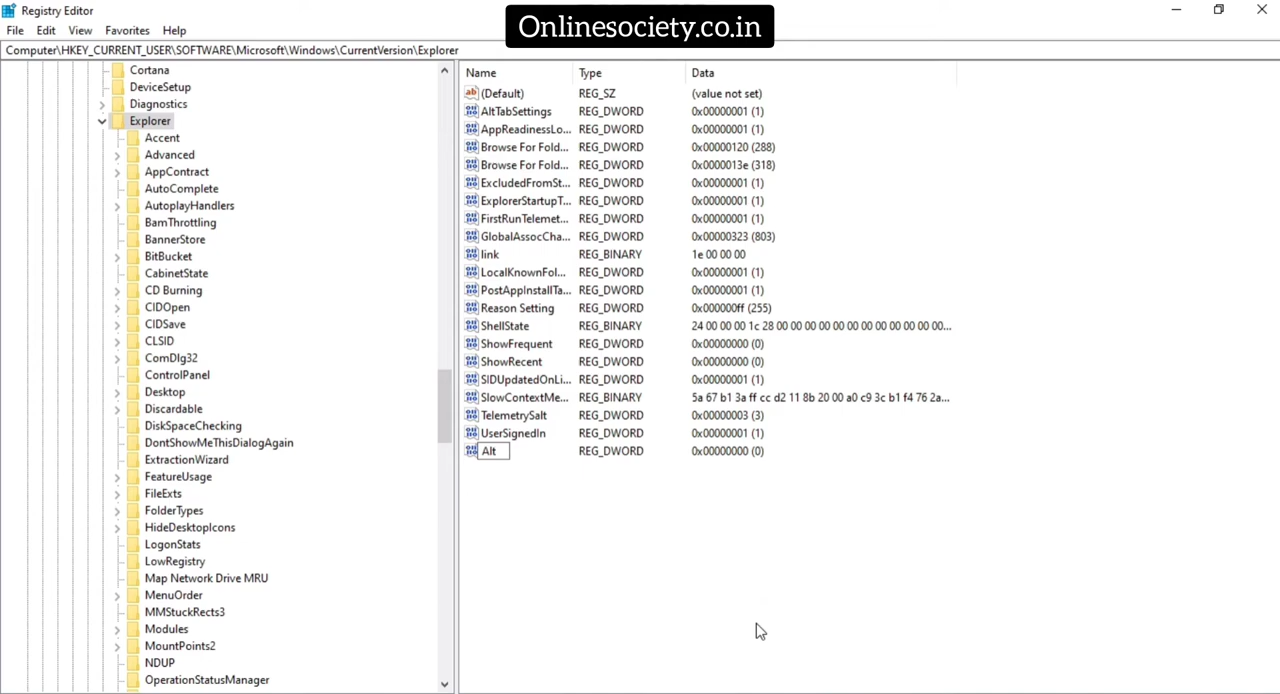 Registry Editor
Onlinesociety.co.in
File Edit View Favorites Help
Computer\HKEY_CURRENT_USER\SOFTWARE\Microsoft\Windows\CurrentVersion\Explorer
Cortana
DeviceSetup
Diagnostics
Explorer
Accent
Advanced
AppContract
AutoComplete
AutoplayHandlers
BamThrottling
BannerStore
BitBucket
CabinetState
CD Burning
CIDOpen
CIDSave
CLSID
ComDlg32
ControlPanel
Desktop
Discardable
DiskSpaceChecking
DontShowMeThisDialogAgain
ExtractionWizard
FeatureUsage
FileExts
FolderTypes
HideDesktopIcons
LogonStats
LowRegistry
Map Network Drive MRU
MenuOrder
MMStuckRects3
Modules
MountPoints2
NDUP
OperationStatusManager
Name Type Data
ab (Default) REG_SZ (value not set)
AltTabSettings REG_DWORD 0x00000001 (1)
AppReadinessLo... REG_DWORD 0x00000001 (1)
Browse For Fold... REG_DWORD 0x00000120 (288)
Browse For Fold... REG_DWORD 0x0000013e (318)
ExcludedFromSt... REG_DWORD 0x00000001 (1)
ExplorerStartupT... REG_DWORD 0x00000001 (1)
FirstRunTelemet... REG_DWORD 0x00000001 (1)
GlobalAssocCha... REG_DWORD 0x00000323 (803)
link REG_BINARY 1e 00 00 00
LocalKnownFol... REG_DWORD 0x00000001 (1)
PostAppInstallTa... REG_DWORD 0x00000001 (1)
Reason Setting REG_DWORD 0x000000ff (255)
ShellState REG_BINARY 24 00 00 00 1c 28 00 00 00 00 00 00 00 00 00 00 00 00...
ShowFrequent REG_DWORD 0x00000000 (0)
ShowRecent REG_DWORD 0x00000000 (0)
SIDUpdatedOnLi... REG_DWORD 0x00000001 (1)
SlowContextMe... REG_BINARY 5a 67 b1 3a ff cc d2 11 8b 20 00 a0 c9 3c b1 f4 76 2a...
TelemetrySalt REG_DWORD 0x00000003 (3)
UserSignedIn REG_DWORD 0x00000001 (1)
Alt REG_DWORD 0x00000000 (0)